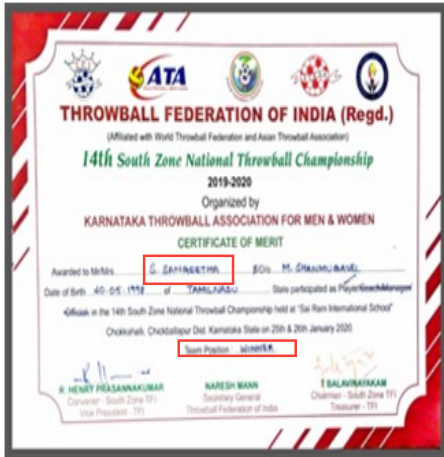 ATA
THROWBALL FEDERATION OF INDIA (Regd.)
(Affiliated with World Throwball Federation and Asian Throwball Association)
14th South Zone National Throwball Championship
2019-2020
Organized by
KARNATAKA THROWBALL ASSOCIATION FOR MEN & WOMEN
CERTIFICATE OF MERIT
Awarded to Mr/Mrs S. SANGEETHA D/o M. SHANMUGAVEL
Date of Birth 20.05.1998 of TAMILNADU State participated as Player/Coach/Manager
Officials in the 14th South Zone National Throwball Championship held at "Sai Ram International School"
Chokkahalli, Chickballapur Dist. Karnataka State on 25th & 26th January 2020.
Team Position : WINNER
R. HENRY PRASANNAKUMAR
Convenor - South Zone TFI
Vice President - TFI
NARESH MANN
Secretary General
Throwball Federation of India
T BALAVINAYAKAM
Chairman - South Zone TFI
Treasurer - TFI